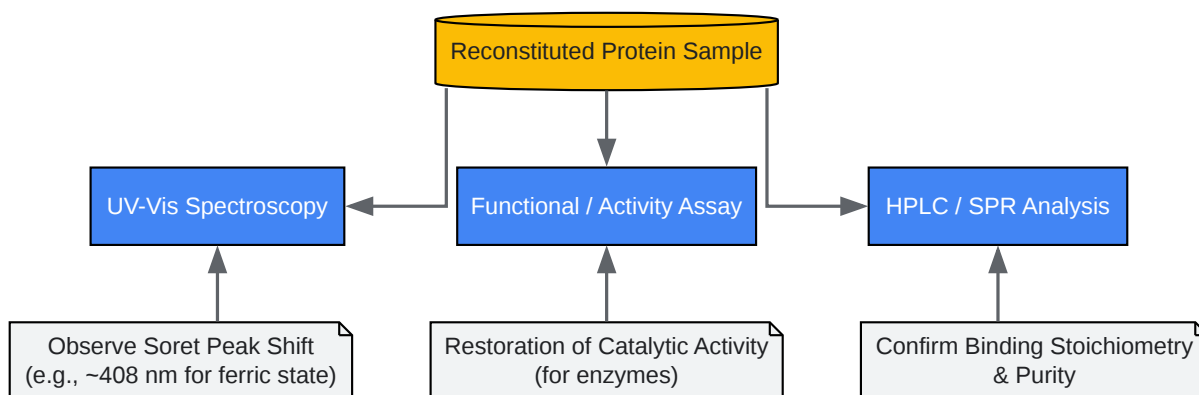 Reconstituted Protein Sample
UV-Vis Spectroscopy
Functional / Activity Assay
HPLC / SPR Analysis
Observe Soret Peak Shift
(e.g., ~408 nm for ferric state)
Restoration of Catalytic Activity
(for enzymes)
Confirm Binding Stoichiometry
& Purity